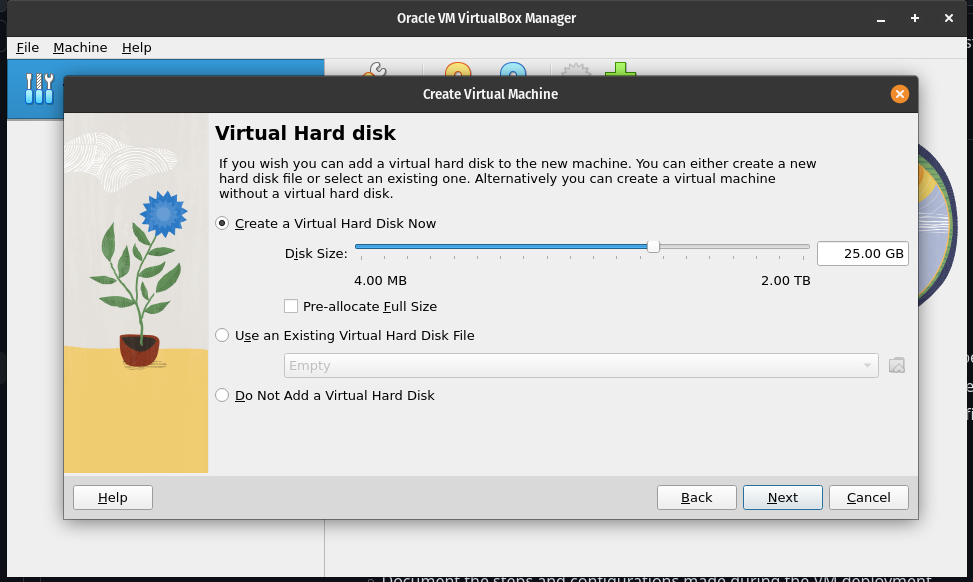 Oracle VM VirtualBox Manager
File Machine Help
Create Virtual Machine
Virtual Hard disk
If you wish you can add a virtual hard disk to the new machine. You can either create a new
hard disk file or select an existing one. Alternatively you can create a virtual machine
without a virtual hard disk.
Create a Virtual Hard Disk Now
Disk Size:
25.00 GB
4.00 MB
2.00 TB
Pre-allocate Full Size
Use an Existing Virtual Hard Disk File
Empty
Do Not Add a Virtual Hard Disk
Help
Back
Next
Cancel
Document the steps and configurations made during the VM deployment